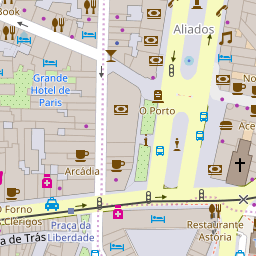 Book
Aliados
No
Grande
Hotel de
Paris
O Porto
Ace
Arcádia
O Forno
Clérigos
Praça da
Liberdade
a de Trás
Restaurante
Astória